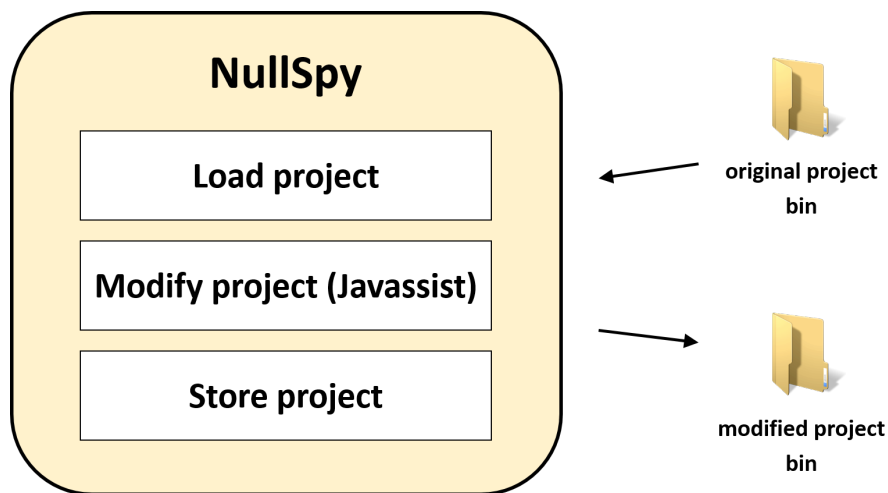 NullSpy
Load project
Modify project (Javassist)
Store project
original project
bin
modified project
bin